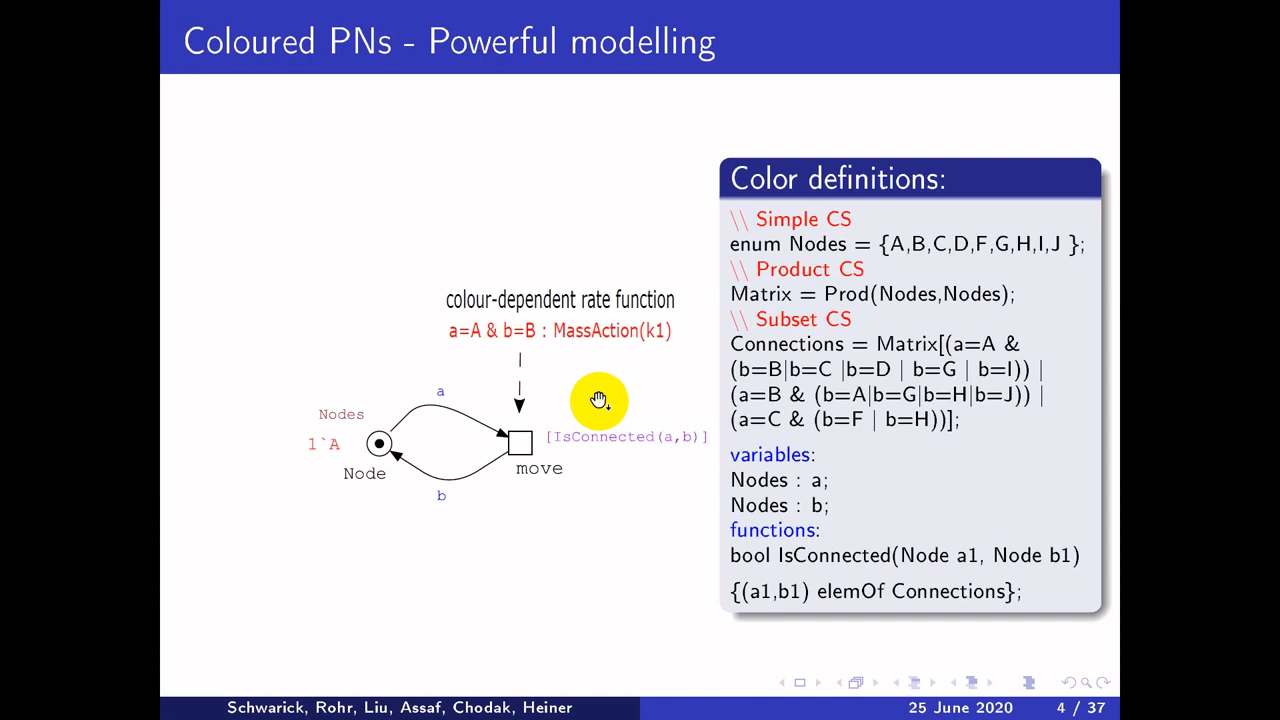 Coloured PNs - Powerful modelling
colour-dependent rate function
a=A & b=B : MassAction(k1)
a
Nodes
1`A
[IsConnected(a,b)]
Node
move
b
Color definitions:
\\ Simple CS
enum Nodes = {A,B,C,D,F,G,H,I,J };
\\ Product CS
Matrix = Prod(Nodes,Nodes);
\\ Subset CS
Connections = Matrix[(a=A &
(b=B|b=C |b=D | b=G | b=I)) |
(a=B & (b=A|b=G|b=H|b=J)) |
(a=C & (b=F | b=H))];
variables:
Nodes : a;
Nodes : b;
functions:
bool IsConnected(Node a1, Node b1)
{(a1,b1) elemOf Connections};
Schwarick, Rohr, Liu, Assaf, Chodak, Heiner
25 June 2020
4 / 37